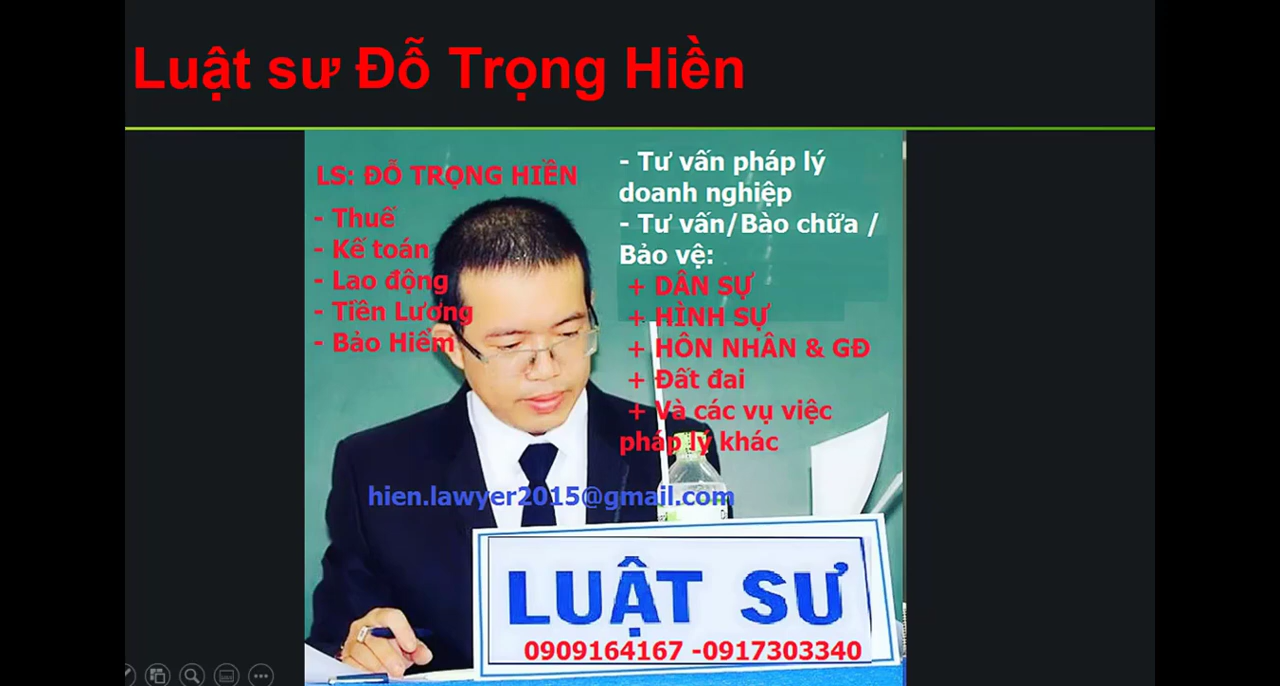 Luật sư Đỗ Trọng Hiền
LS: ĐỖ TRỌNG HIỀN
- Thuế
- Kế toán
- Lao động
- Tiền Lương
- Bảo Hiểm
- Tư vấn pháp lý
doanh nghiệp
- Tư vấn/Bào chữa /
Bảo vệ:
+ DÂN SỰ
+ HÌNH SỰ
+ HÔN NHÂN & GĐ
+ Đất đai
+ Và các vụ việc
pháp lý khác
hien.lawyer2015@gmail.com
LUẬT SƯ
0909164167 -0917303340